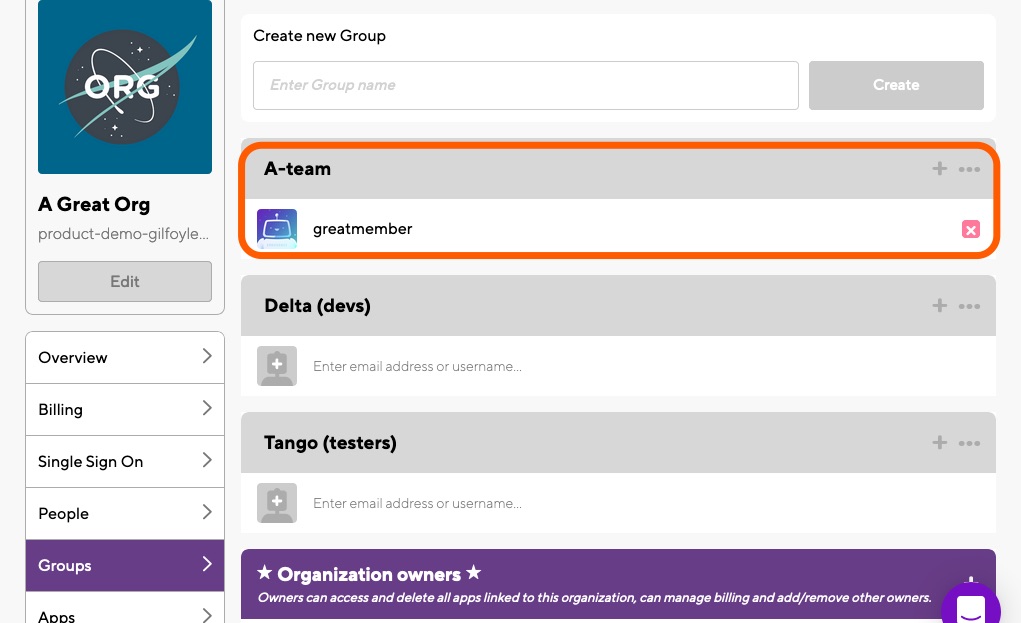 ORG
A Great Org
product-demo-gilfoyle...
Edit
Overview
Billing
Single Sign On
People
Groups
Apps
Create new Group
Enter Group name
Create
A-team
greatmember
Delta (devs)
Enter email address or username...
Tango (testers)
Enter email address or username...
★ Organization owners ★
Owners can access and delete all apps linked to this organization, can manage billing and add/remove other owners.